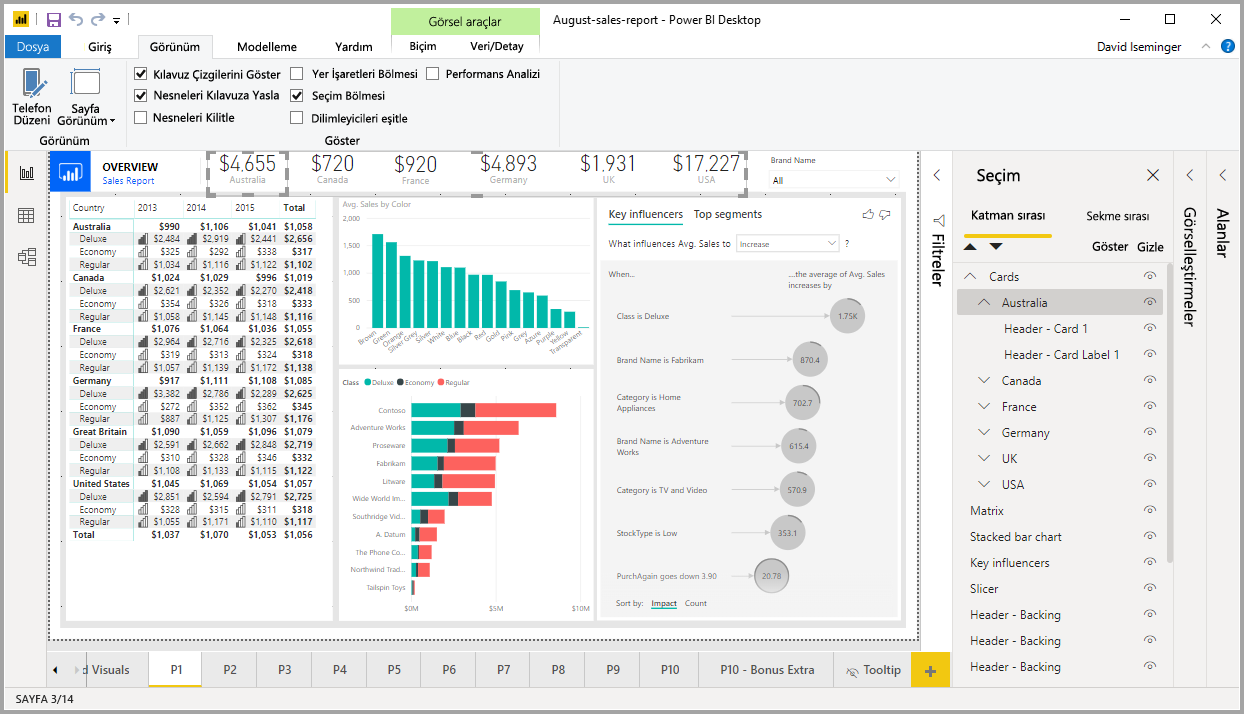 Görsel araçlar
August-sales-report - Power BI Desktop
Dosya Giriş Görünüm Modelleme Yardım Biçim Veri/Detay David Iseminger ?
Kılavuz Çizgilerini Göster Yer İşaretleri Bölmesi Performans Analizi
Nesneleri Kılavuza Yasla Seçim Bölmesi
Nesneleri Kilitle Dilimleyicileri eşitle
Telefon Düzeni
Sayfa Görünüm
Görünüm Göster
OVERVIEW
Sales Report
$4,655 $720 $920 $4,893 $1,931 $17,227
Australia Canada France Germany UK USA
Brand Name
All
Country 2013 2014 2015 Total
Australia $990 $1,106 $1,041 $1,058
Deluxe $2,484 $2,919 $2,441 $2,656
Economy $325 $292 $338 $317
Regular $1,034 $1,116 $1,122 $1,102
Canada $1,024 $1,029 $996 $1,019
Deluxe $2,621 $2,352 $2,270 $2,418
Economy $354 $326 $318 $333
Regular $1,058 $1,145 $1,148 $1,116
France $1,076 $1,064 $1,036 $1,055
Deluxe $2,964 $2,716 $2,325 $2,618
Economy $319 $313 $324 $318
Regular $1,057 $1,139 $1,172 $1,138
Germany $917 $1,111 $1,108 $1,085
Deluxe $3,382 $2,786 $2,289 $2,625
Economy $272 $352 $362 $345
Regular $887 $1,125 $1,307 $1,176
Great Britain $1,090 $1,059 $1,096 $1,079
Deluxe $2,591 $2,662 $2,848 $2,719
Economy $310 $328 $346 $332
Regular $1,108 $1,133 $1,115 $1,122
United States $1,045 $1,069 $1,054 $1,057
Deluxe $2,851 $2,594 $2,791 $2,725
Economy $328 $315 $311 $318
Regular $1,055 $1,171 $1,110 $1,117
Total $1,037 $1,070 $1,053 $1,056
Avg. Sales by Color
2,000
1,500
1,000
500
0
Brown Green Orange Silver Grey Silver White Blue Black Red Gold Pink Grey Azure Purple Yellow Transparent
Class Deluxe Economy Regular
Contoso
Adventure Works
Proseware
Fabrikam
Litware
Wide World Im...
Southridge Vid...
A. Datum
The Phone Co...
Northwind Trad...
Tailspin Toys
$0M $5M $10M
Key influencers Top segments
What influences Avg. Sales to Increase ?
When...
...the average of Avg. Sales increases by
Class is Deluxe 1.75K
Brand Name is Fabrikam 870.4
Category is Home Appliances 702.7
Brand Name is Adventure Works 615.4
Category is TV and Video 570.9
StockType is Low 353.1
PurchAgain goes down 3.90 20.78
Sort by: Impact Count
Filtreler
Seçim
Katman sırası Sekme sırası
Göster Gizle
Cards
Australia
Header - Card 1
Header - Card Label 1
Canada
France
Germany
UK
USA
Matrix
Stacked bar chart
Key influencers
Slicer
Header - Backing
Header - Backing
Header - Backing
Görselleştirmeler
Alanlar
d Visuals P1 P2 P3 P4 P5 P6 P7 P8 P9 P10 P10 - Bonus Extra Tooltip +
SAYFA 3/14